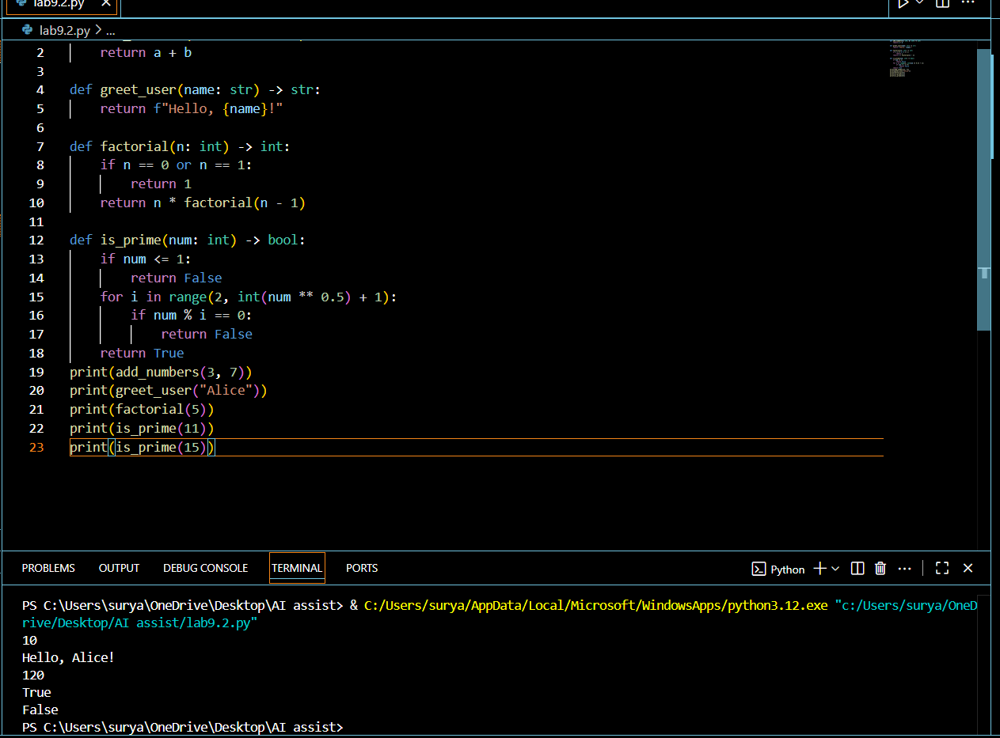 lab9.2.py ×
lab9.2.py > ...
2 return a + b
3
4 def greet_user(name: str) -> str:
5 return f"Hello, {name}!"
6
7 def factorial(n: int) -> int:
8 if n == 0 or n == 1:
9 return 1
10 return n * factorial(n - 1)
11
12 def is_prime(num: int) -> bool:
13 if num <= 1:
14 return False
15 for i in range(2, int(num ** 0.5) + 1):
16 if num % i == 0:
17 return False
18 return True
19 print(add_numbers(3, 7))
20 print(greet_user("Alice"))
21 print(factorial(5))
22 print(is_prime(11))
23 print(is_prime(15))
PROBLEMS OUTPUT DEBUG CONSOLE TERMINAL PORTS Python
PS C:\Users\surya\OneDrive\Desktop\AI assist> & C:/Users/surya/AppData/Local/Microsoft/WindowsApps/python3.12.exe "c:/Users/surya/OneD
rive/Desktop/AI assist/lab9.2.py"
10
Hello, Alice!
120
True
False
PS C:\Users\surya\OneDrive\Desktop\AI assist>